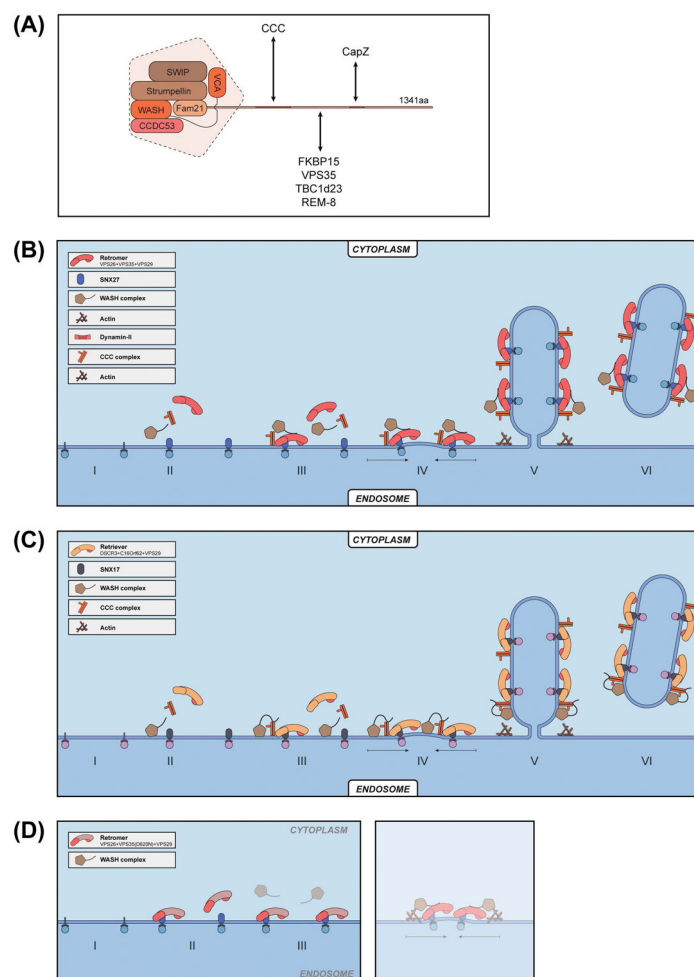 (A)
CCC
CapZ
SWIP
VCA
Strumpellin
1341aa
WASH
Fam21
CCDC53
FKBP15
VPS35
TBC1d23
REM-8
(B)
CYTOPLASM
Retromer
VPS26+VPS35+VPS29
SNX27
WASH complex
Actin
Dynamin-II
CCC complex
Actin
I
II
III
IV
V
VI
ENDOSOME
(C)
CYTOPLASM
Retriever
DSCR3+C16Orf62+VPS29
SNX17
WASH complex
CCC complex
Actin
I
II
III
IV
V
VI
ENDOSOME
(D)
CYTOPLASM
Retromer
VPS26+VPS35(D620N)+VPS29
WASH complex
I
II
III
ENDOSOME